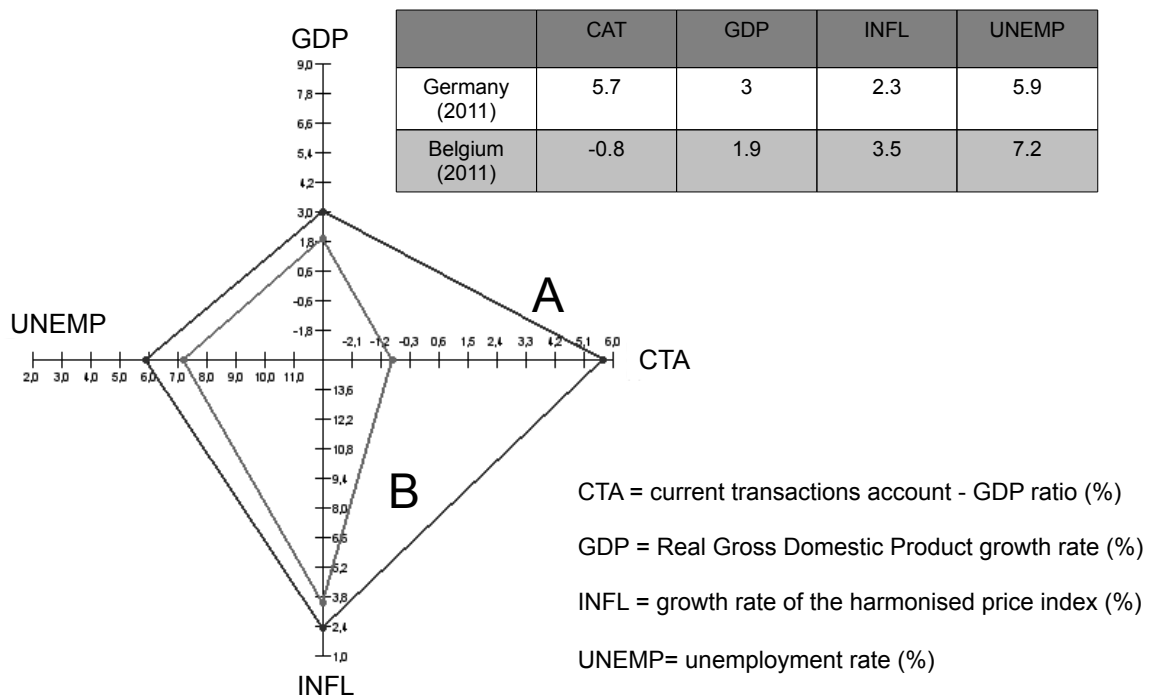 GDP
9,0
7,8
6,6
5,4
4,2
3,0
1,8
0,6
-0,6
-1,8
CAT GDP INFL UNEMP
Germany (2011) 5.7 3 2.3 5.9
Belgium (2011) -0.8 1.9 3.5 7.2
A
UNEMP
2,0 3,0 4,0 5,0 6,0 7,0 8,0 9,0 10,0 11,0
-2,1 -1,2 -0,3 0,6 1,5 2,4 3,3 4,2 5,1 6,0
CTA
13,6
12,2
10,8
9,4
8,0
6,6
5,2
3,8
2,4
1,0
B
INFL
CTA = current transactions account - GDP ratio (%)
GDP = Real Gross Domestic Product growth rate (%)
INFL = growth rate of the harmonised price index (%)
UNEMP= unemployment rate (%)